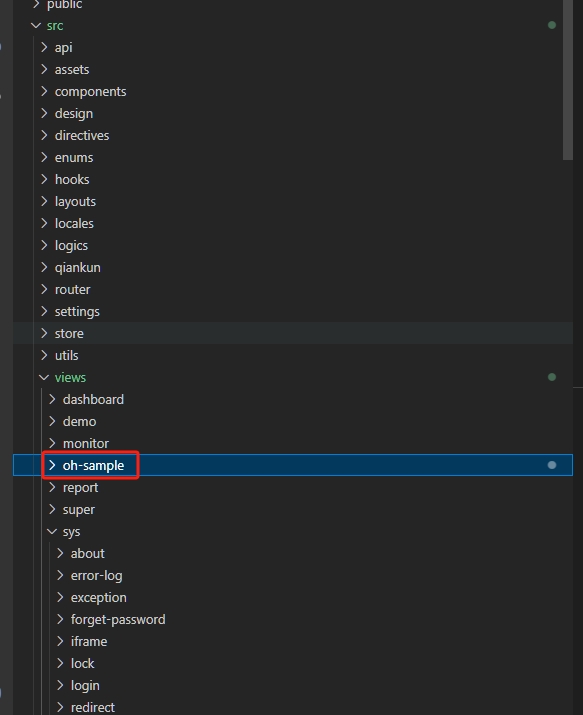 public
src
api
assets
components
design
directives
enums
hooks
layouts
locales
logics
qiankun
router
settings
store
utils
views
dashboard
demo
monitor
oh-sample
report
super
sys
about
error-log
exception
forget-password
iframe
lock
login
redirect